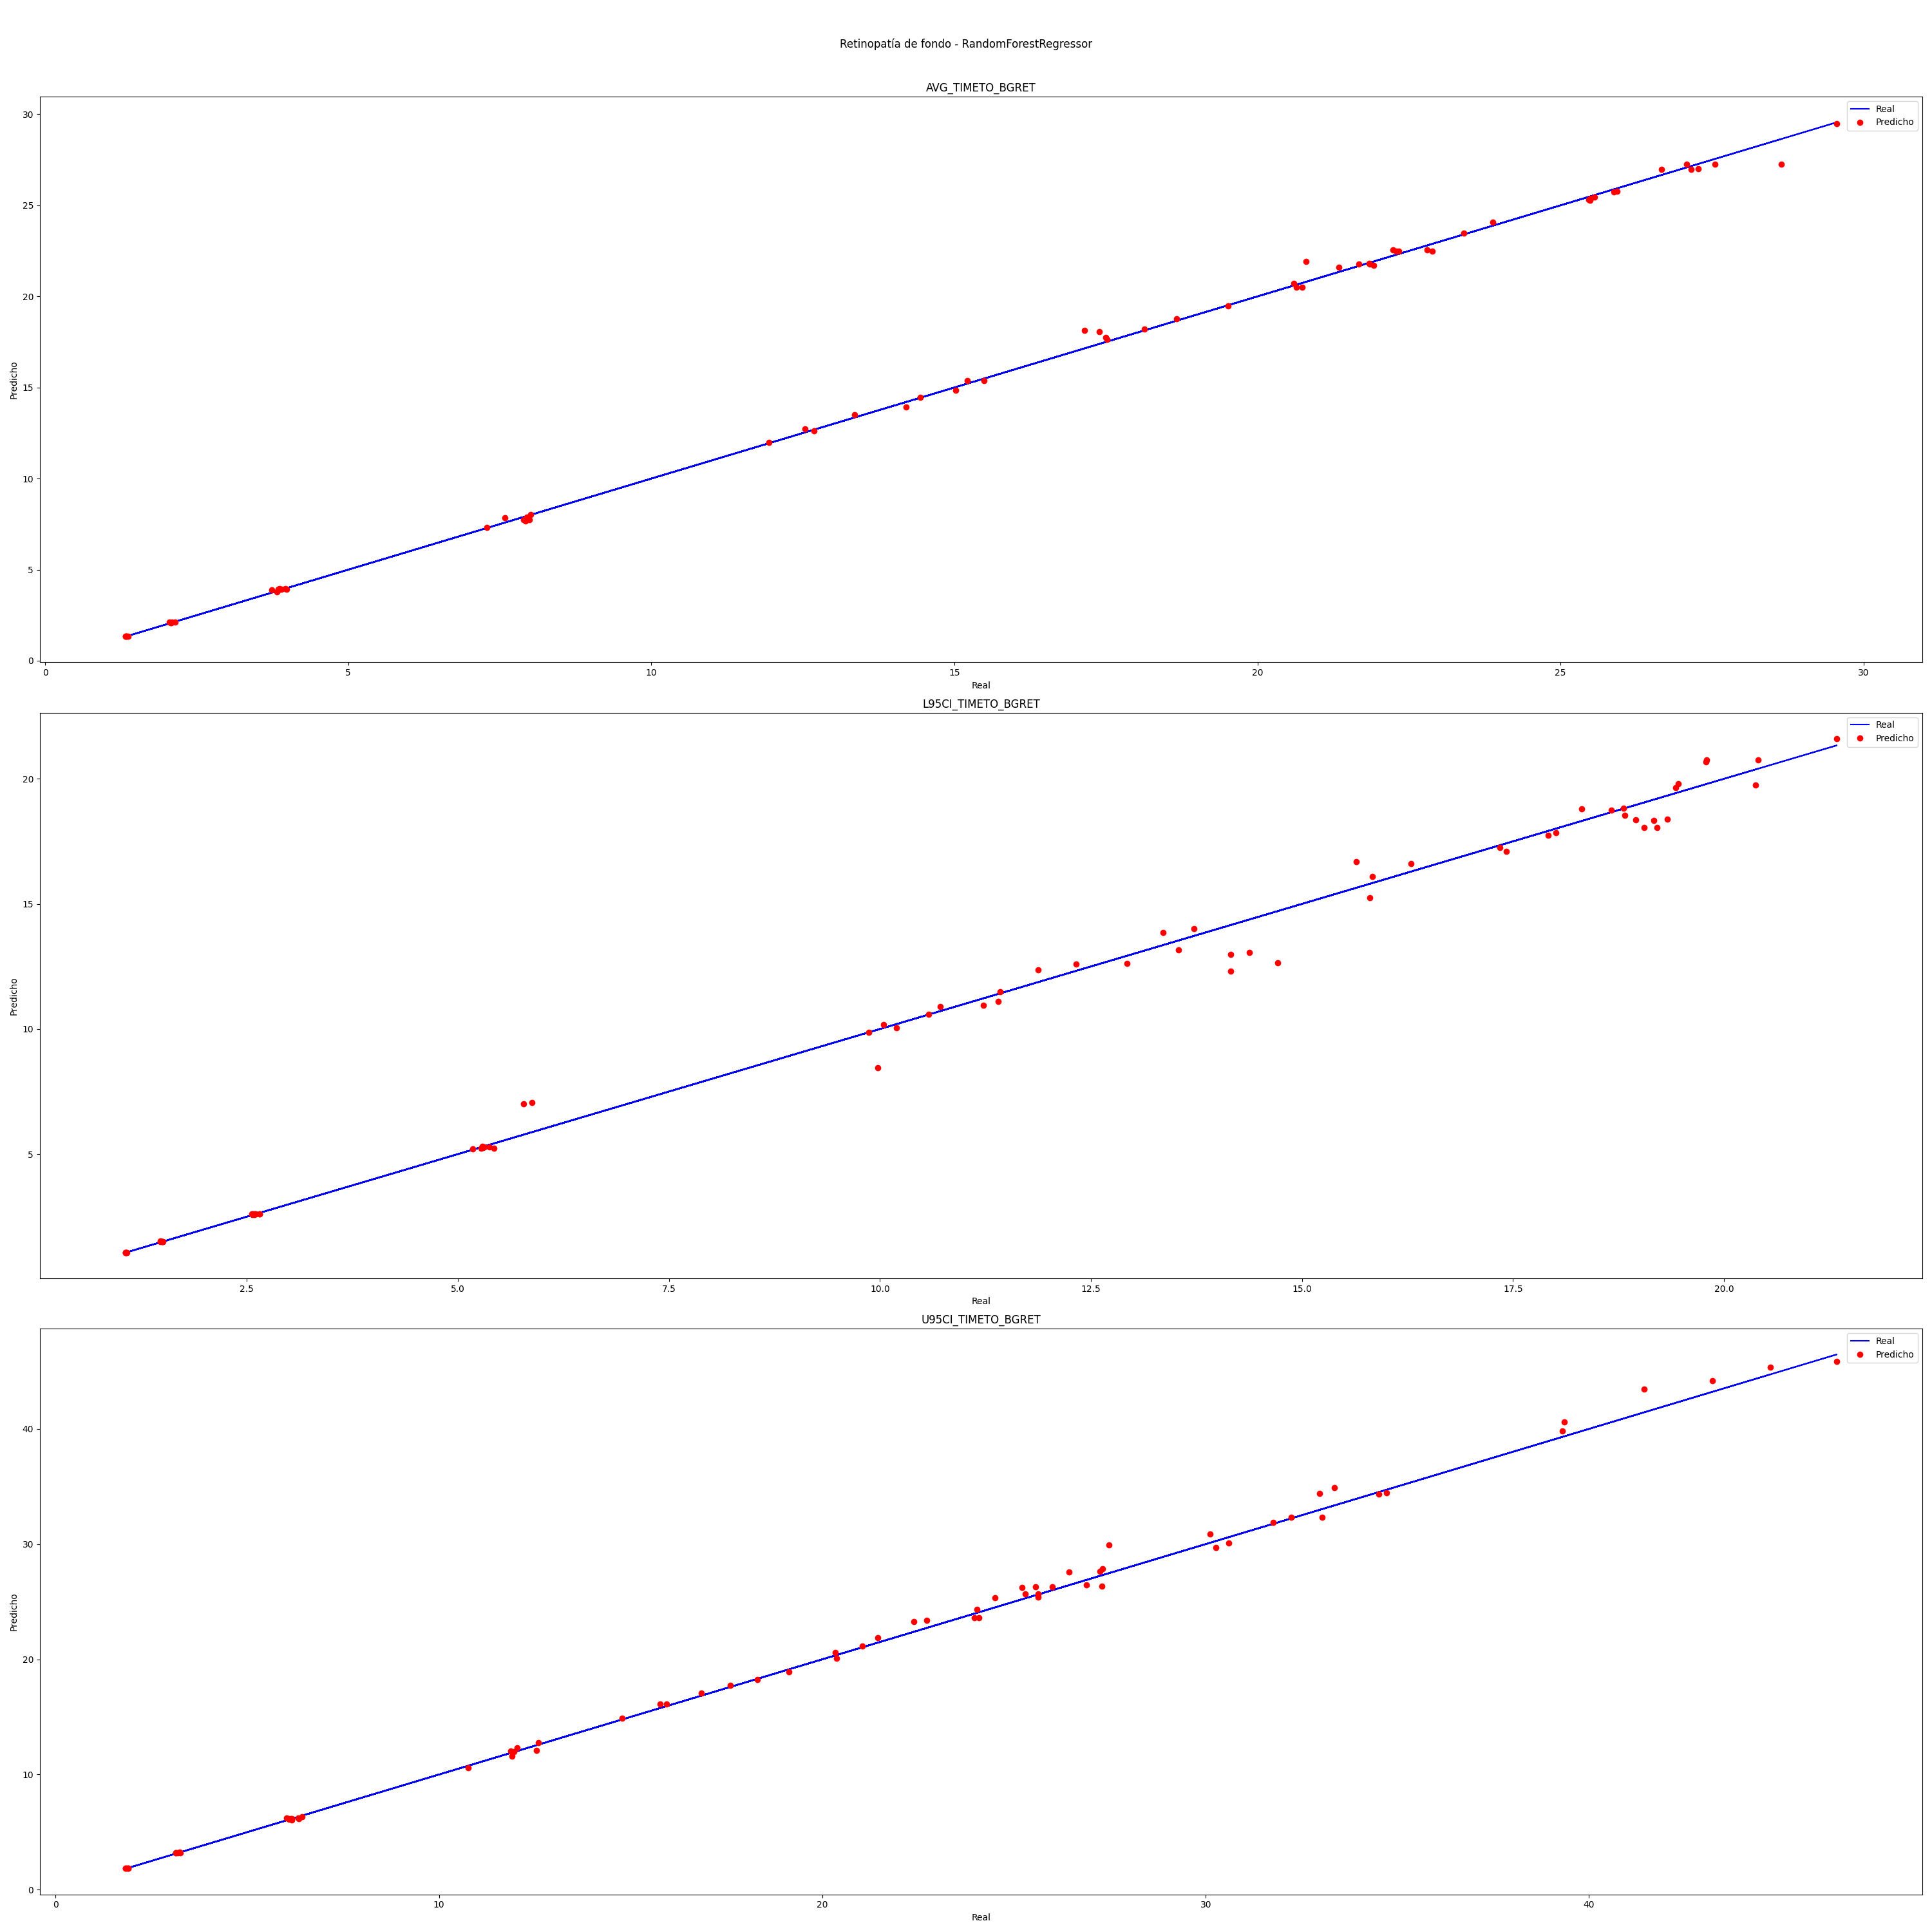 Retinopatía de fondo - RandomForestRegressor
AVG_TIMETO_BGRET
Real
Predicho
30
25
20
15
10
5
0
Predicho
0 5 10 15 20 25 30
Real
L95CI_TIMETO_BGRET
Real
Predicho
20
15
10
5
Predicho
2.5 5.0 7.5 10.0 12.5 15.0 17.5 20.0
Real
U95CI_TIMETO_BGRET
Real
Predicho
40
30
20
10
0
Predicho
0 10 20 30 40
Real